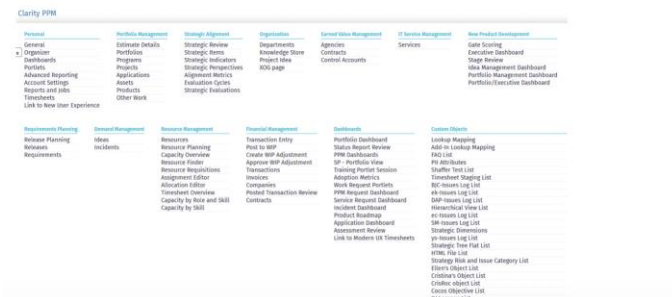 Clarity PPM
Personal
General
Organizer
Dashboards
Portlets
Advanced Reporting
Account Settings
Reports and Jobs
Timesheets
Link to New User Experience
Portfolio Management
Estimate Details
Portfolios
Programs
Projects
Applications
Assets
Products
Other Work
Strategic Alignment
Strategic Review
Strategic Items
Strategic Indicators
Strategic Perspectives
Alignment Metrics
Evaluation Cycles
Strategic Evaluations
Organization
Departments
Knowledge Store
Project Idea
XOG page
Earned Value Management
Agencies
Contracts
Control Accounts
IT Service Management
Services
New Product Development
Gate Scoring
Executive Dashboard
Stage Review
Idea Management Dashboard
Portfolio Management Dashboard
Portfolio/Executive Dashboard
Requirements Planning
Release Planning
Releases
Requirements
Demand Management
Ideas
Incidents
Resource Management
Resources
Resource Planning
Capacity Overview
Resource Finder
Resource Requisitions
Assignment Editor
Allocation Editor
Timesheet Overview
Capacity by Role and Skill
Capacity by Skill
Financial Management
Transaction Entry
Post to WIP
Create WIP Adjustment
Approve WIP Adjustment
Transactions
Invoices
Companies
Posted Transaction Review
Contracts
Dashboards
Portfolio Dashboard
Status Report Review
PPM Dashboards
SP - Portfolio View
Training Portlet Session
Adoption Metrics
Work Request Portlets
PPM Request Dashboard
Service Request Dashboard
Incident Dashboard
Product Roadmap
Application Dashboard
Assessment Review
Link to Modern UX Timesheets
Custom Objects
Lookup Mapping
Add-In Lookup Mapping
FAQ List
PII Attributes
Shaffer Test List
Timesheet Staging List
BJC-Issues Log List
ek-Issues Log List
DAP-Issues Log List
Hierarchical View List
ec-Issues Log List
SM-Issues Log List
Strategic Dimensions
ys-Issues Log List
Strategic Tree Flat List
HTML File List
Strategy Risk and Issue Category List
Ellen's Object List
Cristina's Object List
CrisRoc object List
Cocus Objective List